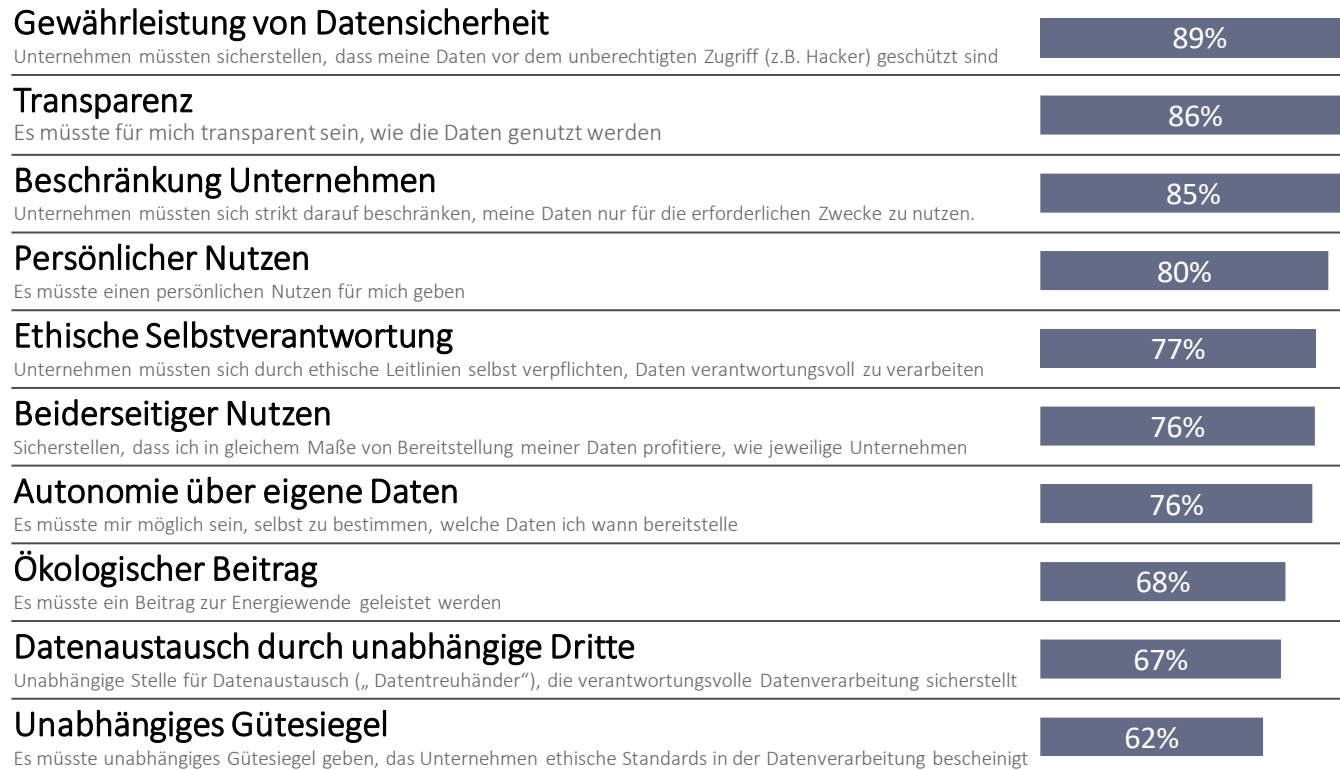 Gewährleistung von Datensicherheit
Unternehmen müssten sicherstellen, dass meine Daten vor dem unberechtigten Zugriff (z.B. Hacker) geschützt sind
89%
Transparenz
Es müsste für mich transparent sein, wie die Daten genutzt werden
86%
Beschränkung Unternehmen
Unternehmen müssten sich strikt darauf beschränken, meine Daten nur für die erforderlichen Zwecke zu nutzen.
85%
Persönlicher Nutzen
Es müsste einen persönlichen Nutzen für mich geben
80%
Ethische Selbstverantwortung
Unternehmen müssten sich durch ethische Leitlinien selbst verpflichten, Daten verantwortungsvoll zu verarbeiten
77%
Beiderseitiger Nutzen
Sicherstellen, dass ich in gleichem Maße von Bereitstellung meiner Daten profitiere, wie jeweilige Unternehmen
76%
Autonomie über eigene Daten
Es müsste mir möglich sein, selbst zu bestimmen, welche Daten ich wann bereitstelle
76%
Ökologischer Beitrag
Es müsste ein Beitrag zur Energiewende geleistet werden
68%
Datenaustausch durch unabhängige Dritte
Unabhängige Stelle für Datenaustausch („ Datentreuhänder“), die verantwortungsvolle Datenverarbeitung sicherstellt
67%
Unabhängiges Gütesiegel
Es müsste unabhängiges Gütesiegel geben, das Unternehmen ethische Standards in der Datenverarbeitung bescheinigt
62%